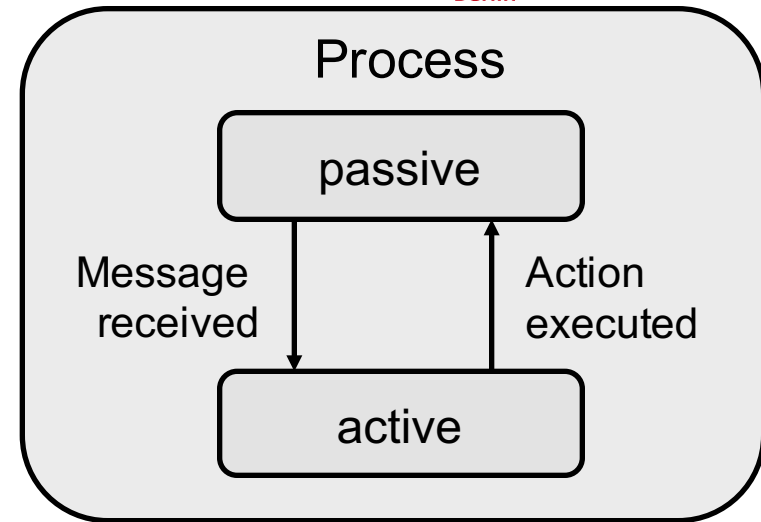 Process
passive
Message
received
Action
executed
active